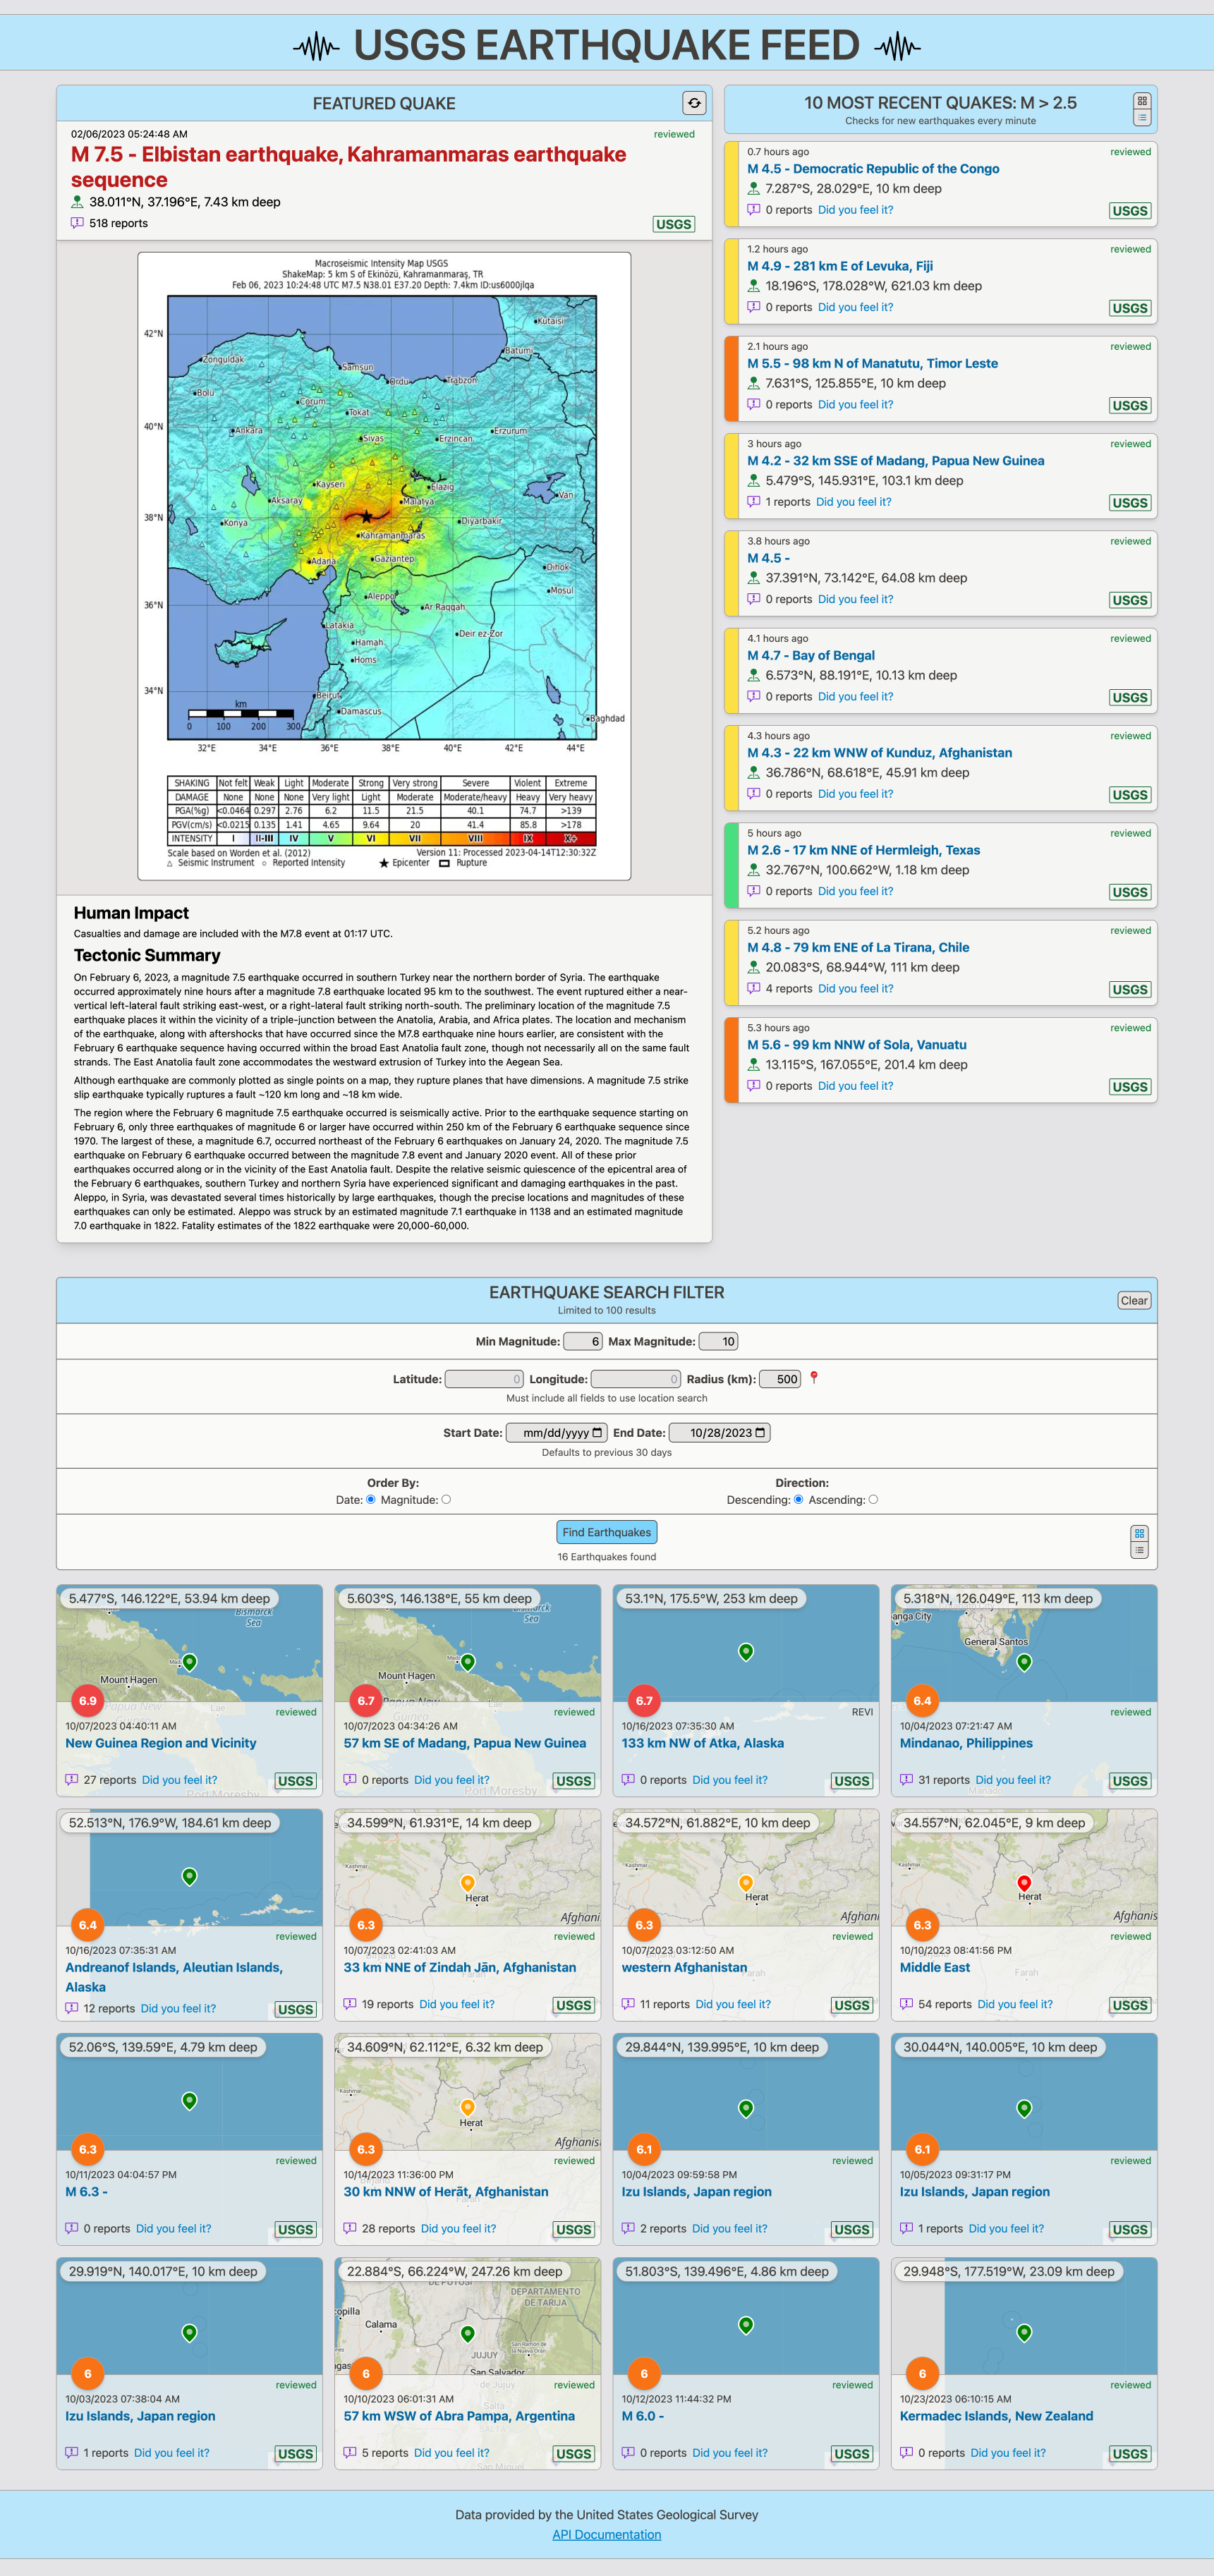 USGS EARTHQUAKE FEED
FEATURED QUAKE
02/06/2023 05:24:48 AM
reviewed
M 7.5 - Elbistan earthquake, Kahramanmaras earthquake
sequence
38.011°N, 37.196°E, 7.43 km deep
518 reports
USGS
Macroseismic Intensity Map USGS
ShakeMap: 5 km S of Ekinözü, Kahramanmaraş, TR
Feb 06, 2023 10:24:48 UTC M7.5 N38.01 E37.20 Depth: 7.4km ID:us6000jlqa
42°N
40°N
38°N
36°N
34°N
Kutaisi
Batumi
Zonguldak
Samsun
Ordu
Trabzon
Bolu
Corum
Tokat
Ankara
Sivas
Erzincan
Erzurum
Kayseri
Elazig
Aksaray
Malatya
Van
Konya
Diyarbakir
Kahramanmaras
Adana
Gaziantep
Dihok
Mosul
Aleppo
Ar Raqqah
Latakia
Deir ez-Zor
Hamah
Homs
Beirut
Damascus
Baghdad
km
0 100 200 300
32°E 34°E 36°E 38°E 40°E 42°E 44°E
SHAKING Not felt Weak Light Moderate Strong Very strong Severe Violent Extreme
DAMAGE None None None Very light Light Moderate Moderate/heavy Heavy Very heavy
PGA(%g) <0.0464 0.297 2.76 6.2 11.5 21.5 40.1 74.7 >139
PGV(cm/s) <0.0215 0.135 1.41 4.65 9.64 20 41.4 85.8 >178
INTENSITY I II-III IV V VI VII VIII IX X+
Scale based on Worden et al. (2012) Version 11: Processed 2023-04-14T12:30:32Z
Seismic Instrument Reported Intensity Epicenter Rupture
Human Impact
Casualties and damage are included with the M7.8 event at 01:17 UTC.
Tectonic Summary
On February 6, 2023, a magnitude 7.5 earthquake occurred in southern Turkey near the northern border of Syria. The earthquake
occurred approximately nine hours after a magnitude 7.8 earthquake located 95 km to the southwest. The event ruptured either a near-
vertical left-lateral fault striking east-west, or a right-lateral fault striking north-south. The preliminary location of the magnitude 7.5
earthquake places it within the vicinity of a triple-junction between the Anatolia, Arabia, and Africa plates. The location and mechanism
of the earthquake, along with aftershocks that have occurred since the M7.8 earthquake nine hours earlier, are consistent with the
February 6 earthquake sequence having occurred within the broad East Anatolia fault zone, though not necessarily all on the same fault
strands. The East Anatolia fault zone accommodates the westward extrusion of Turkey into the Aegean Sea.
Although earthquake are commonly plotted as single points on a map, they rupture planes that have dimensions. A magnitude 7.5 strike
slip earthquake typically ruptures a fault ~120 km long and ~18 km wide.
The region where the February 6 magnitude 7.5 earthquake occurred is seismically active. Prior to the earthquake sequence starting on
February 6, only three earthquakes of magnitude 6 or larger have occurred within 250 km of the February 6 earthquake sequence since
1970. The largest of these, a magnitude 6.7, occurred northeast of the February 6 earthquakes on January 24, 2020. The magnitude 7.5
earthquake on February 6 earthquake occurred between the magnitude 7.8 event and January 2020 event. All of these prior
earthquakes occurred along or in the vicinity of the East Anatolia fault. Despite the relative seismic quiescence of the epicentral area of
the February 6 earthquakes, southern Turkey and northern Syria have experienced significant and damaging earthquakes in the past.
Aleppo, in Syria, was devastated several times historically by large earthquakes, though the precise locations and magnitudes of these
earthquakes can only be estimated. Aleppo was struck by an estimated magnitude 7.1 earthquake in 1138 and an estimated magnitude
7.0 earthquake in 1822. Fatality estimates of the 1822 earthquake were 20,000-60,000.
10 MOST RECENT QUAKES: M > 2.5
Checks for new earthquakes every minute
0.7 hours ago
reviewed
M 4.5 - Democratic Republic of the Congo
7.287°S, 28.029°E, 10 km deep
0 reports Did you feel it?
USGS
1.2 hours ago
reviewed
M 4.9 - 281 km E of Levuka, Fiji
18.196°S, 178.028°W, 621.03 km deep
0 reports Did you feel it?
USGS
2.1 hours ago
reviewed
M 5.5 - 98 km N of Manatutu, Timor Leste
7.631°S, 125.855°E, 10 km deep
0 reports Did you feel it?
USGS
3 hours ago
reviewed
M 4.2 - 32 km SSE of Madang, Papua New Guinea
5.479°S, 145.931°E, 103.1 km deep
1 reports Did you feel it?
USGS
3.8 hours ago
reviewed
M 4.5 -
37.391°N, 73.142°E, 64.08 km deep
0 reports Did you feel it?
USGS
4.1 hours ago
reviewed
M 4.7 - Bay of Bengal
6.573°N, 88.191°E, 10.13 km deep
0 reports Did you feel it?
USGS
4.3 hours ago
reviewed
M 4.3 - 22 km WNW of Kunduz, Afghanistan
36.786°N, 68.618°E, 45.91 km deep
0 reports Did you feel it?
USGS
5 hours ago
reviewed
M 2.6 - 17 km NNE of Hermleigh, Texas
32.767°N, 100.662°W, 1.18 km deep
0 reports Did you feel it?
USGS
5.2 hours ago
reviewed
M 4.8 - 79 km ENE of La Tirana, Chile
20.083°S, 68.944°W, 111 km deep
4 reports Did you feel it?
USGS
5.3 hours ago
reviewed
M 5.6 - 99 km NNW of Sola, Vanuatu
13.115°S, 167.055°E, 201.4 km deep
0 reports Did you feel it?
USGS
EARTHQUAKE SEARCH FILTER
Limited to 100 results
Clear
Min Magnitude: 6 Max Magnitude: 10
Latitude: 0 Longitude: 0 Radius (km): 500
Must include all fields to use location search
Start Date: mm/dd/yyyy End Date: 10/28/2023
Defaults to previous 30 days
Order By:
Date: Magnitude:
Direction:
Descending: Ascending:
Find Earthquakes
16 Earthquakes found
5.477°S, 146.122°E, 53.94 km deep
Bismarck
Sea
Mount Hagen
Papua New
Guinea
Lae
6.9
reviewed
10/07/2023 04:40:11 AM
New Guinea Region and Vicinity
27 reports Did you feel it?
USGS
Port Moresby
5.603°S, 146.138°E, 55 km deep
Bismarck
Sea
Mount Hagen
Papua New
Guinea
Lae
6.7
reviewed
10/07/2023 04:34:26 AM
57 km SE of Madang, Papua New Guinea
0 reports Did you feel it?
USGS
Port Moresby
53.1°N, 175.5°W, 253 km deep
6.7
REVI
10/16/2023 07:35:30 AM
133 km NW of Atka, Alaska
0 reports Did you feel it?
USGS
5.318°N, 126.049°E, 113 km deep
anga City
General Santos
6.4
reviewed
10/04/2023 07:21:47 AM
Mindanao, Philippines
31 reports Did you feel it?
USGS
Manado
52.513°N, 176.9°W, 184.61 km deep
6.4
reviewed
10/16/2023 07:35:31 AM
Andreanof Islands, Aleutian Islands,
Alaska
12 reports Did you feel it?
USGS
34.599°N, 61.931°E, 14 km deep
Kashmar
Herat
Afghani
6.3
reviewed
10/07/2023 02:41:03 AM
33 km NNE of Zindah Jān, Afghanistan
Farah
19 reports Did you feel it?
USGS
34.572°N, 61.882°E, 10 km deep
Kashmar
Herat
Afghani
6.3
reviewed
10/07/2023 03:12:50 AM
western Afghanistan
Farah
11 reports Did you feel it?
USGS
34.557°N, 62.045°E, 9 km deep
Kashmar
Herat
Afghanis
6.3
reviewed
10/10/2023 08:41:56 PM
Middle East
Farah
54 reports Did you feel it?
USGS
52.06°S, 139.59°E, 4.79 km deep
6.3
reviewed
10/11/2023 04:04:57 PM
M 6.3 -
0 reports Did you feel it?
USGS
34.609°N, 62.112°E, 6.32 km deep
Kashmar
Herat
Afghanis
6.3
reviewed
10/14/2023 11:36:00 PM
30 km NNW of Herāt, Afghanistan
Farah
28 reports Did you feel it?
USGS
29.844°N, 139.995°E, 10 km deep
6.1
reviewed
10/04/2023 09:59:58 PM
Izu Islands, Japan region
2 reports Did you feel it?
USGS
30.044°N, 140.005°E, 10 km deep
6.1
reviewed
10/05/2023 09:31:17 PM
Izu Islands, Japan region
1 reports Did you feel it?
USGS
29.919°N, 140.017°E, 10 km deep
6
reviewed
10/03/2023 07:38:04 AM
Izu Islands, Japan region
1 reports Did you feel it?
USGS
22.884°S, 66.224°W, 247.26 km deep
DE POTOSÍ
DEPARTAMENTO
DE TARIJA
opilla
Calama
San Ramón de
la Nueva Orán
JUJUY
San Salvador
de Jujuy
Salta
6
reviewed
10/10/2023 06:01:31 AM
57 km WSW of Abra Pampa, Argentina
5 reports Did you feel it?
USGS
San Miguel
51.803°S, 139.496°E, 4.86 km deep
6
reviewed
10/12/2023 11:44:32 PM
M 6.0 -
0 reports Did you feel it?
USGS
29.948°S, 177.519°W, 23.09 km deep
6
reviewed
10/23/2023 06:10:15 AM
Kermadec Islands, New Zealand
0 reports Did you feel it?
USGS
Data provided by the United States Geological Survey
API Documentation